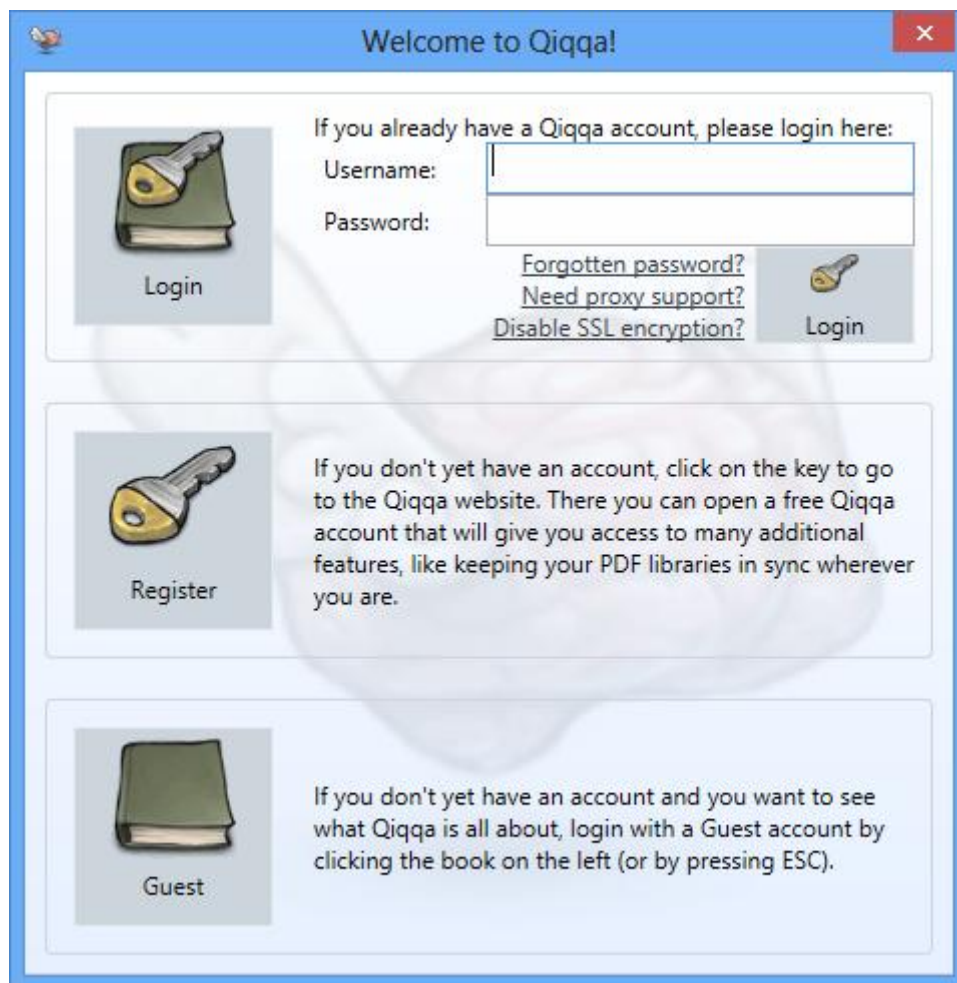 Welcome to Qiqqa!
If you already have a Qiqqa account, please login here:
Username:
Password:
Forgotten password?
Need proxy support?
Disable SSL encryption?
Login
Login
If you don't yet have an account, click on the key to go
to the Qiqqa website. There you can open a free Qiqqa
account that will give you access to many additional
features, like keeping your PDF libraries in sync wherever
you are.
Register
If you don't yet have an account and you want to see
what Qiqqa is all about, login with a Guest account by
clicking the book on the left (or by pressing ESC).
Guest